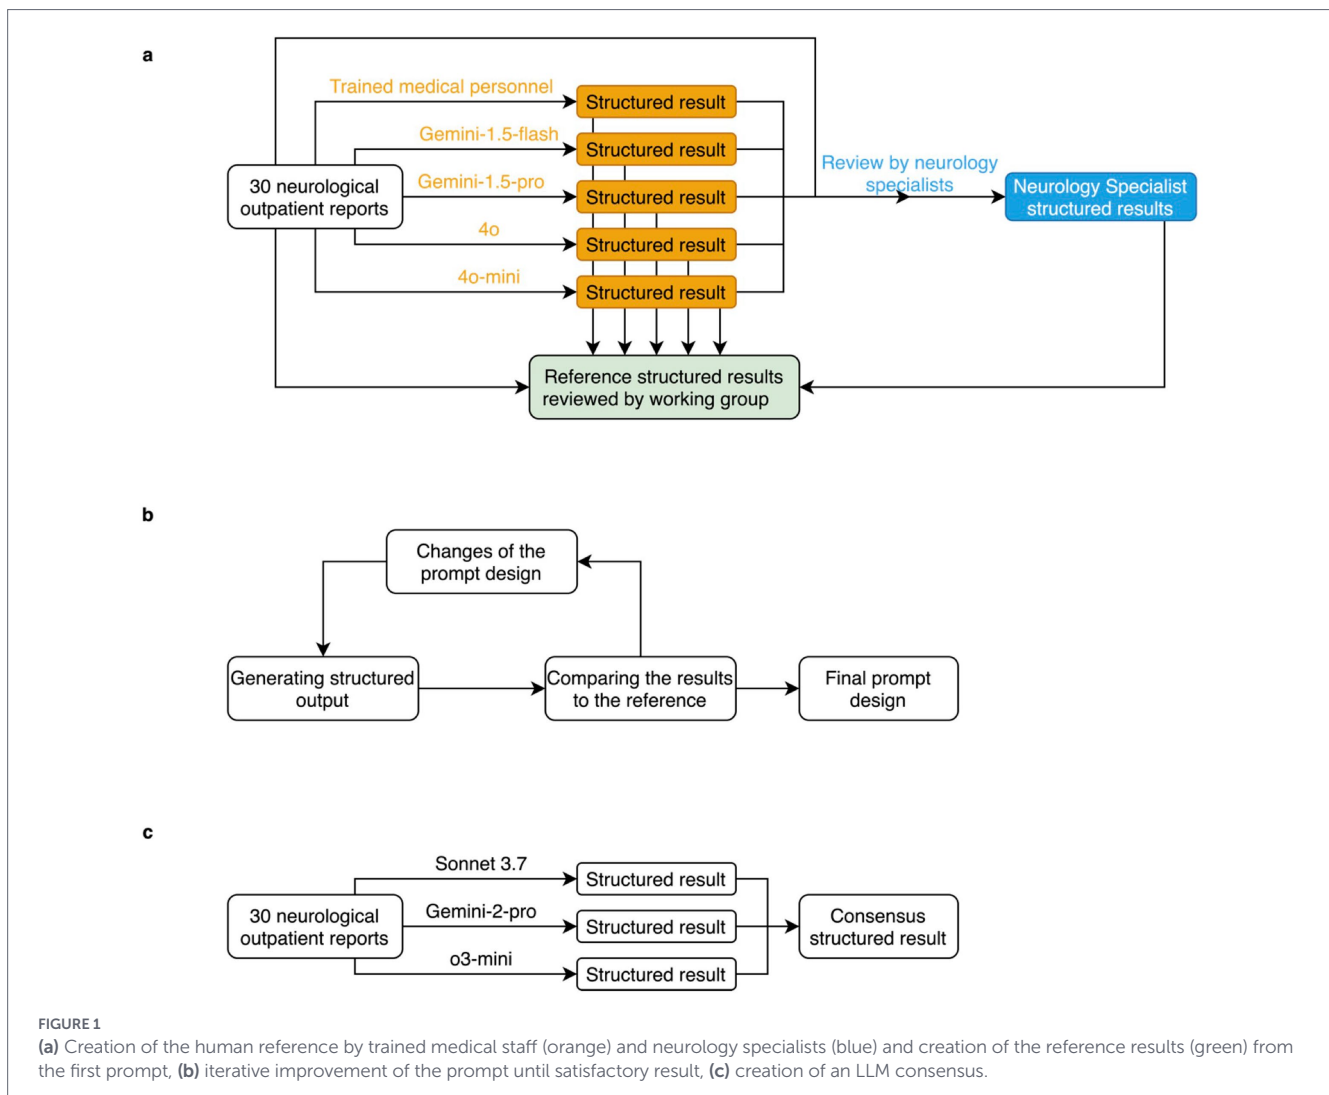 a
Trained medical personnel
Structured result
Gemini-1.5-flash
Structured result
30 neurological
outpatient reports
Gemini-1.5-pro
Structured result
4o
Structured result
4o-mini
Structured result
Review by neurology
specialists
Neurology Specialist
structured results
Reference structured results
reviewed by working group
b
Changes of the
prompt design
Generating structured
output
Comparing the results
to the reference
Final prompt
design
c
30 neurological
outpatient reports
Sonnet 3.7
Structured result
Gemini-2-pro
Structured result
o3-mini
Structured result
Consensus
structured result
FIGURE 1
(a) Creation of the human reference by trained medical staff (orange) and neurology specialists (blue) and creation of the reference results (green) from
the first prompt, (b) iterative improvement of the prompt until satisfactory result, (c) creation of an LLM consensus.